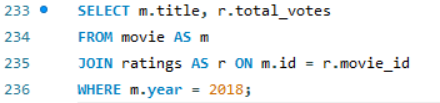 233 SELECT m.title, r.total_votes
234 FROM movie AS m
235 JOIN ratings AS r ON m.id = r.movie_id
236 WHERE m.year = 2018;